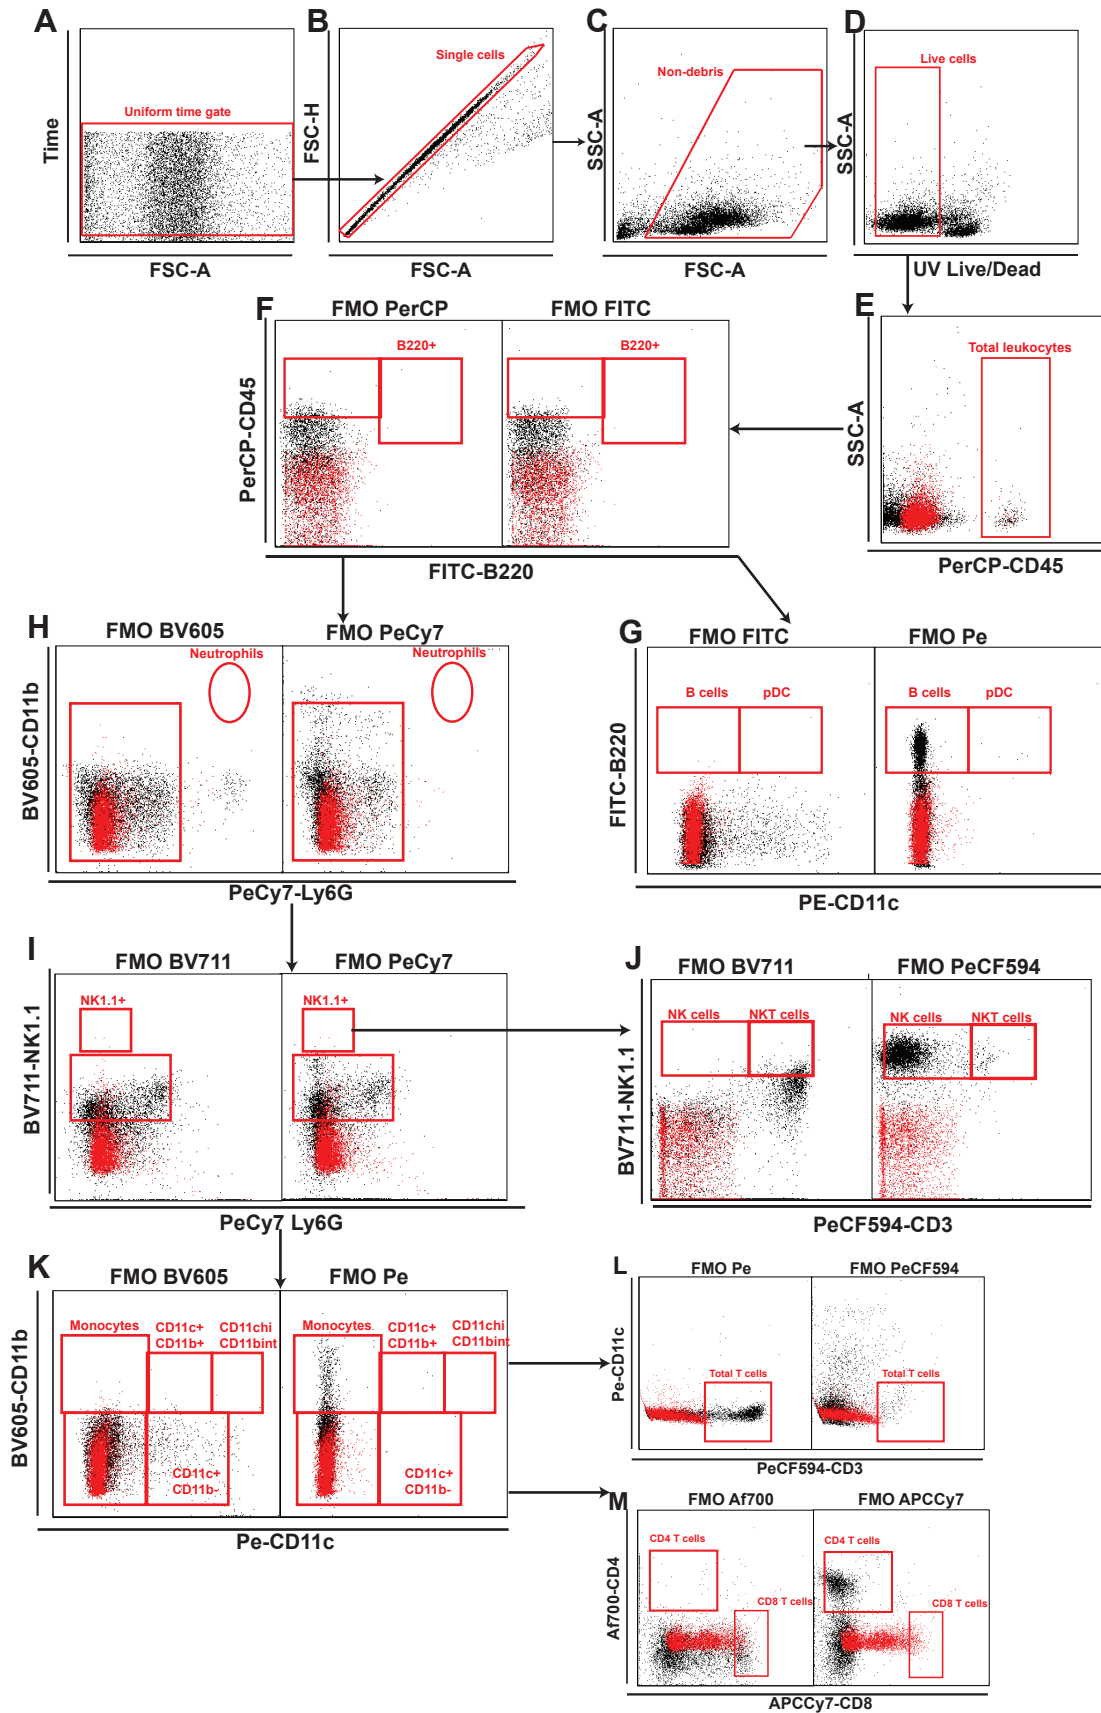 A
Time
Uniform time gate
FSC-A
B
FSC-H
Single cells
FSC-A
C
SSC-A
Non-debris
FSC-A
D
SSC-A
Live cells
UV Live/Dead
E
SSC-A
Total leukocytes
PerCP-CD45
F
FMO PerCP
FMO FITC
PerCP-CD45
B220+
B220+
FITC-B220
G
FMO FITC
FMO Pe
FITC-B220
B cells
pDC
B cells
pDC
PE-CD11c
H
FMO BV605
FMO PeCy7
BV605-CD11b
Neutrophils
Neutrophils
PeCy7-Ly6G
I
FMO BV711
FMO PeCy7
BV711-NK1.1
NK1.1+
NK1.1+
PeCy7 Ly6G
J
FMO BV711
FMO PeCF594
BV711-NK1.1
NK cells
NKT cells
NK cells
NKT cells
PeCF594-CD3
K
FMO BV605
FMO Pe
BV605-CD11b
Monocytes
CD11c+
CD11b+
CD11chi
CD11bint
CD11c+
CD11b-
Monocytes
CD11c+
CD11b+
CD11chi
CD11bint
CD11c+
CD11b-
Pe-CD11c
L
FMO Pe
FMO PeCF594
Pe-CD11c
Total T cells
Total T cells
PeCF594-CD3
M
FMO Af700
FMO APCCy7
Af700-CD4
CD4 T cells
CD8 T cells
CD4 T cells
CD8 T cells
APCCy7-CD8